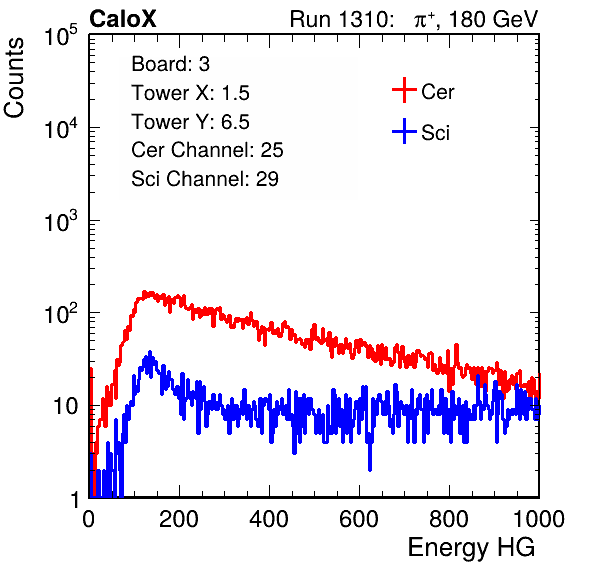 CaloX Run 1310: π⁺, 180 GeV
Board: 3
Tower X: 1.5
Tower Y: 6.5
Cer Channel: 25
Sci Channel: 29
Cer
Sci
Counts
10⁵
10⁴
10³
10²
10
1
0 200 400 600 800 1000
Energy HG